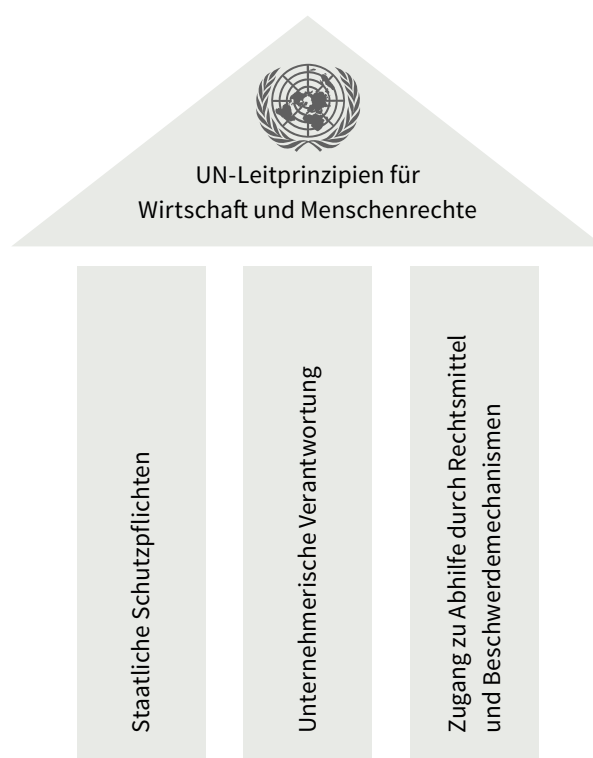 UN-Leitprinzipien für
Wirtschaft und Menschenrechte
Staatliche Schutzpflichten
Unternehmerische Verantwortung
Zugang zu Abhilfe durch Rechtsmittel
und Beschwerdemechanismen